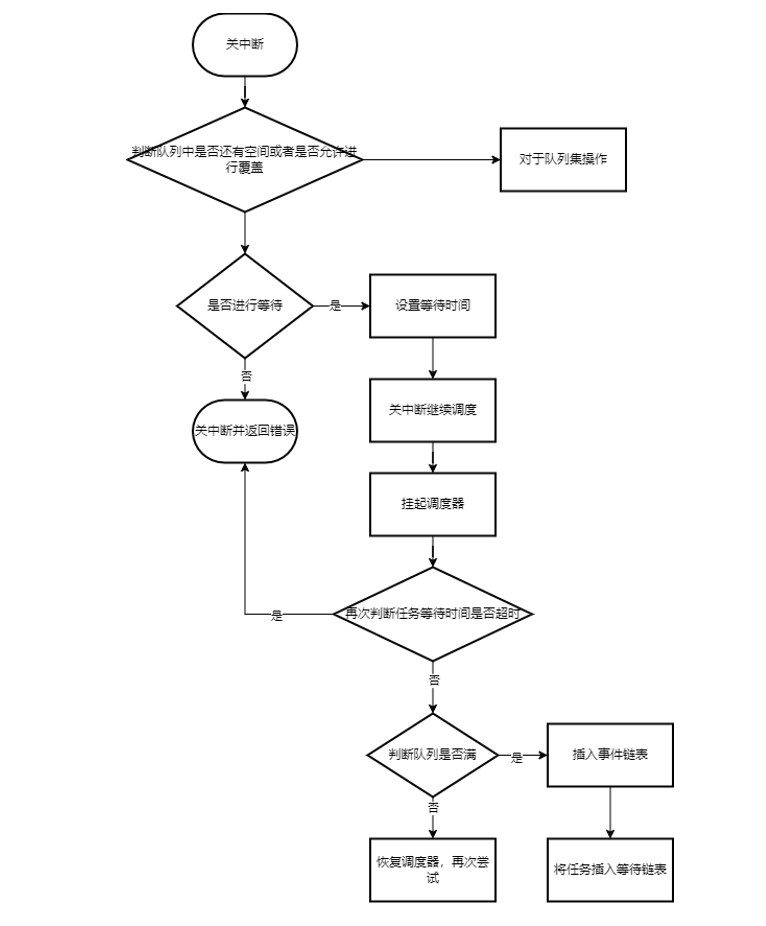 关中断
判断队列中是否还有空间或者是否允许进
行覆盖
对于队列集操作
是否进行等待
是
设置等待时间
否
关中断并返回错误
关中断继续调度
挂起调度器
再次判断任务等待时间是否超时
是
否
判断队列是否满
是
插入事件链表
否
恢复调度器，再次尝
试
将任务插入等待链表